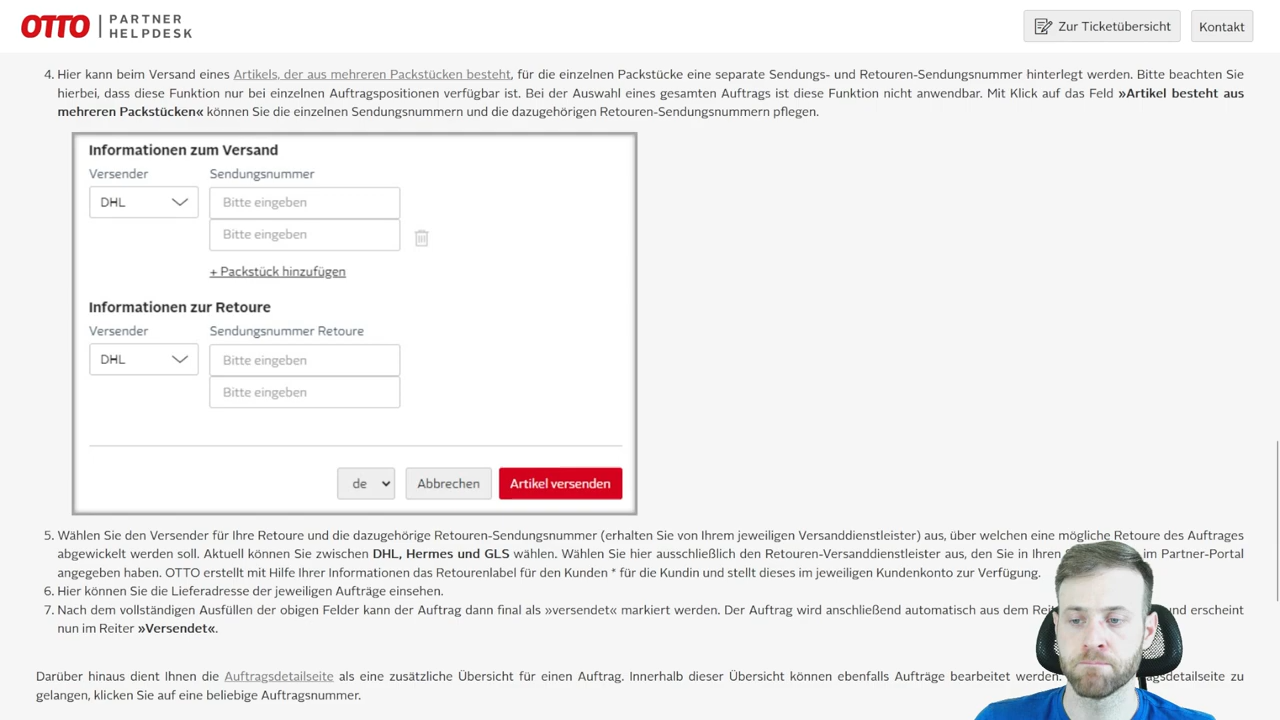 OTTO | PARTNER HELPDESK
Zur Ticketübersicht
Kontakt
4. Hier kann beim Versand eines Artikels, der aus mehreren Packstücken besteht, für die einzelnen Packstücke eine separate Sendungs- und Retouren-Sendungsnummer hinterlegt werden. Bitte beachten Sie
hierbei, dass diese Funktion nur bei einzelnen Auftragspositionen verfügbar ist. Bei der Auswahl eines gesamten Auftrags ist diese Funktion nicht anwendbar. Mit Klick auf das Feld »Artikel besteht aus
mehreren Packstücken« können Sie die einzelnen Sendungsnummern und die dazugehörigen Retouren-Sendungsnummern pflegen.
Informationen zum Versand
Versender Sendungsnummer
DHL Bitte eingeben
Bitte eingeben
+ Packstück hinzufügen
Informationen zur Retoure
Versender Sendungsnummer Retoure
DHL Bitte eingeben
Bitte eingeben
de Abbrechen Artikel versenden
5. Wählen Sie den Versender für Ihre Retoure und die dazugehörige Retouren-Sendungsnummer (erhalten Sie von Ihrem jeweiligen Versanddienstleister) aus, über welchen eine mögliche Retoure des Auftrages
abgewickelt werden soll. Aktuell können Sie zwischen DHL, Hermes und GLS wählen. Wählen Sie hier ausschließlich den Retouren-Versanddienstleister aus, den Sie in Ihren im Partner-Portal
angegeben haben. OTTO erstellt mit Hilfe Ihrer Informationen das Retourenlabel für den Kunden * für die Kundin und stellt dieses im jeweiligen Kundenkonto zur Verfügung.
6. Hier können Sie die Lieferadresse der jeweiligen Aufträge einsehen.
7. Nach dem vollständigen Ausfüllen der obigen Felder kann der Auftrag dann final als »versendet« markiert werden. Der Auftrag wird anschließend automatisch aus dem und erscheint
nun im Reiter »Versendet«.
Darüber hinaus dient Ihnen die Auftragsdetailseite als eine zusätzliche Übersicht für einen Auftrag. Innerhalb dieser Übersicht können ebenfalls Aufträge bearbeitet werden. zu
gelangen, klicken Sie auf eine beliebige Auftragsnummer.